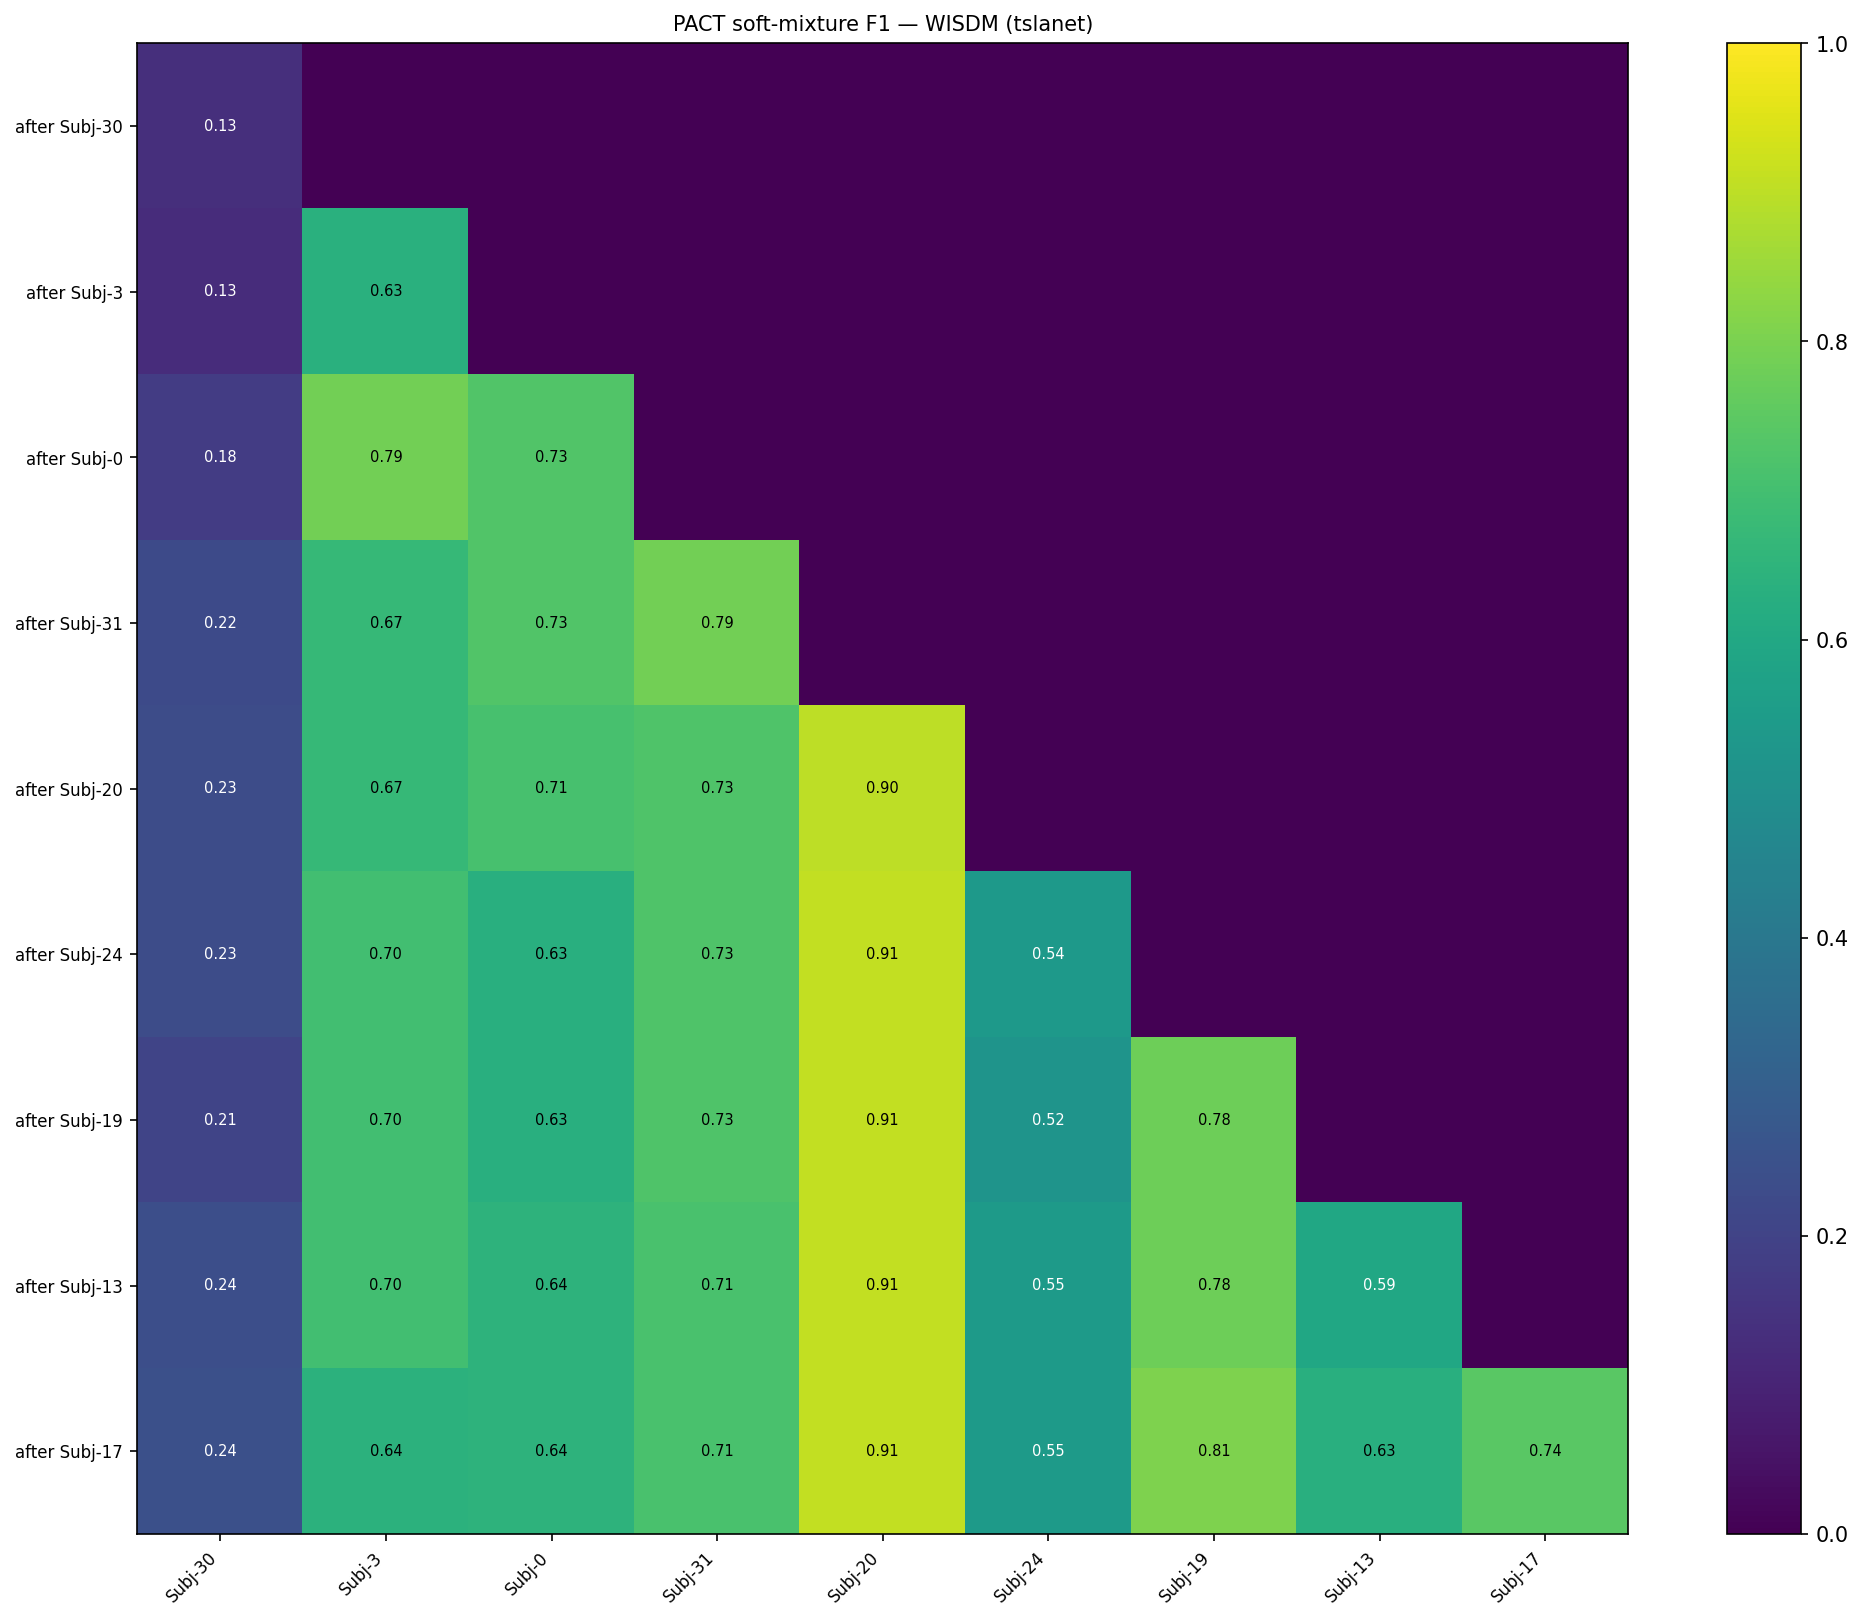 PACT soft-mixture F1 — WISDM (tslanet)
after Subj-30 0.13
after Subj-3 0.13 0.63
after Subj-0 0.18 0.79 0.73
after Subj-31 0.22 0.67 0.73 0.79
after Subj-20 0.23 0.67 0.71 0.73 0.90
after Subj-24 0.23 0.70 0.63 0.73 0.91 0.54
after Subj-19 0.21 0.70 0.63 0.73 0.91 0.52 0.78
after Subj-13 0.24 0.70 0.64 0.71 0.91 0.55 0.78 0.59
after Subj-17 0.24 0.64 0.64 0.71 0.91 0.55 0.81 0.63 0.74
Subj-30 Subj-3 Subj-0 Subj-31 Subj-20 Subj-24 Subj-19 Subj-13 Subj-17
1.0
0.8
0.6
0.4
0.2
0.0